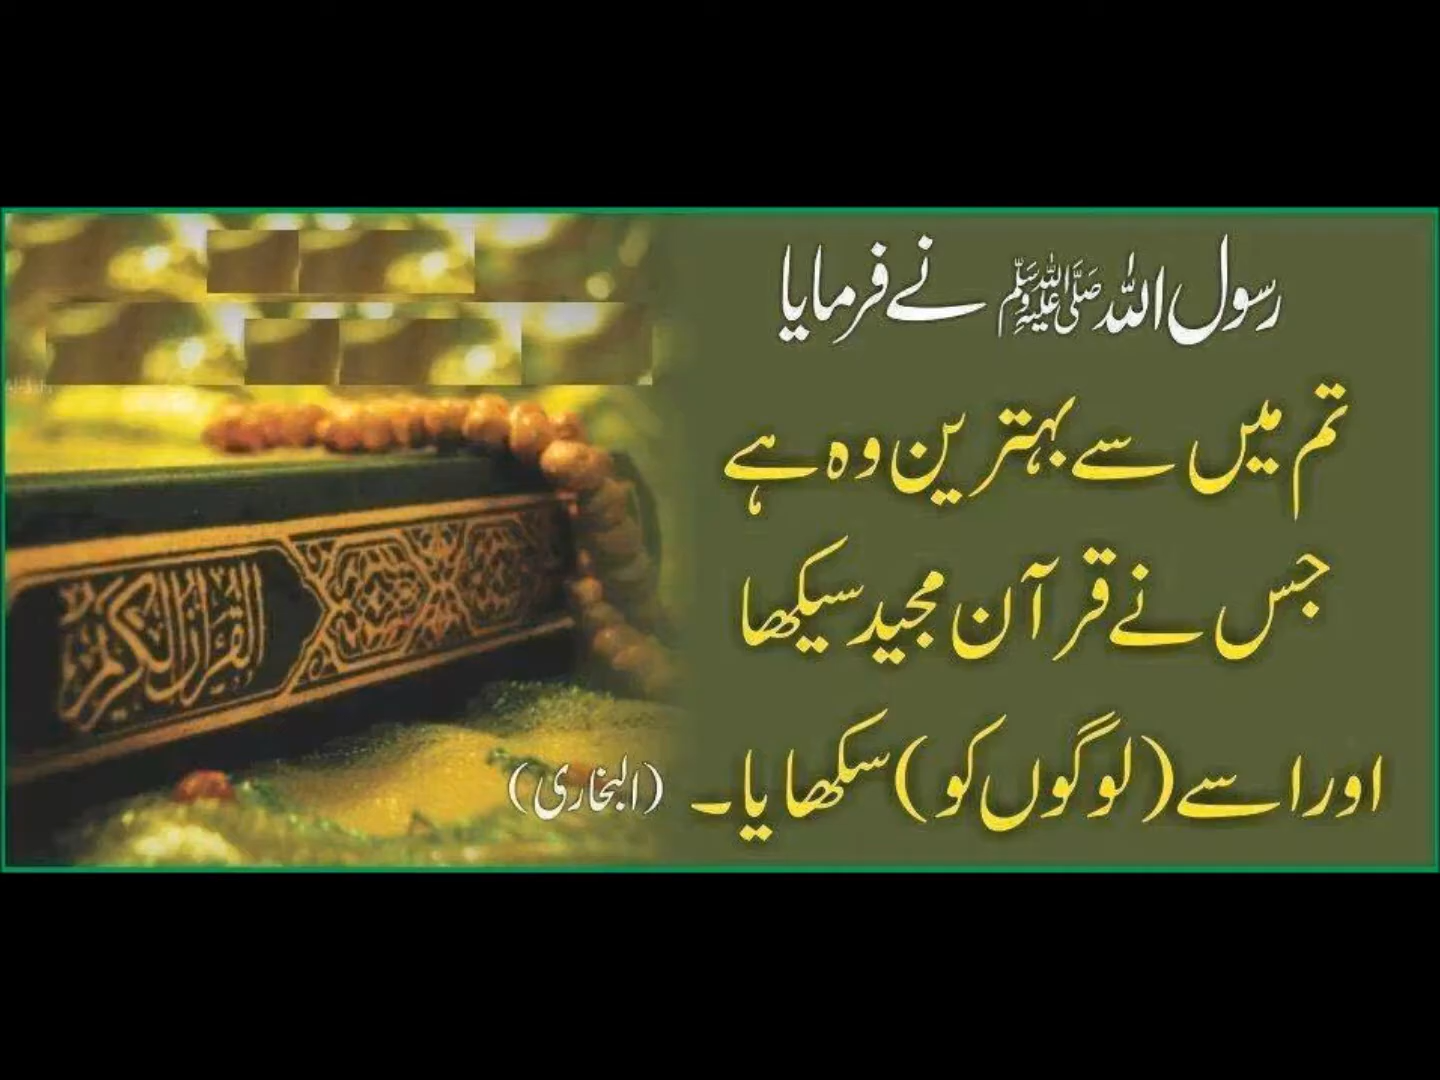 رسول اللہ ﷺ نے فرمایا
تم میں سے بہترین وہ ہے
جس نے قرآن مجید سیکھا
اور اسے (لوگوں کو) سکھایا۔ (البخاری)
القرآن الكريم